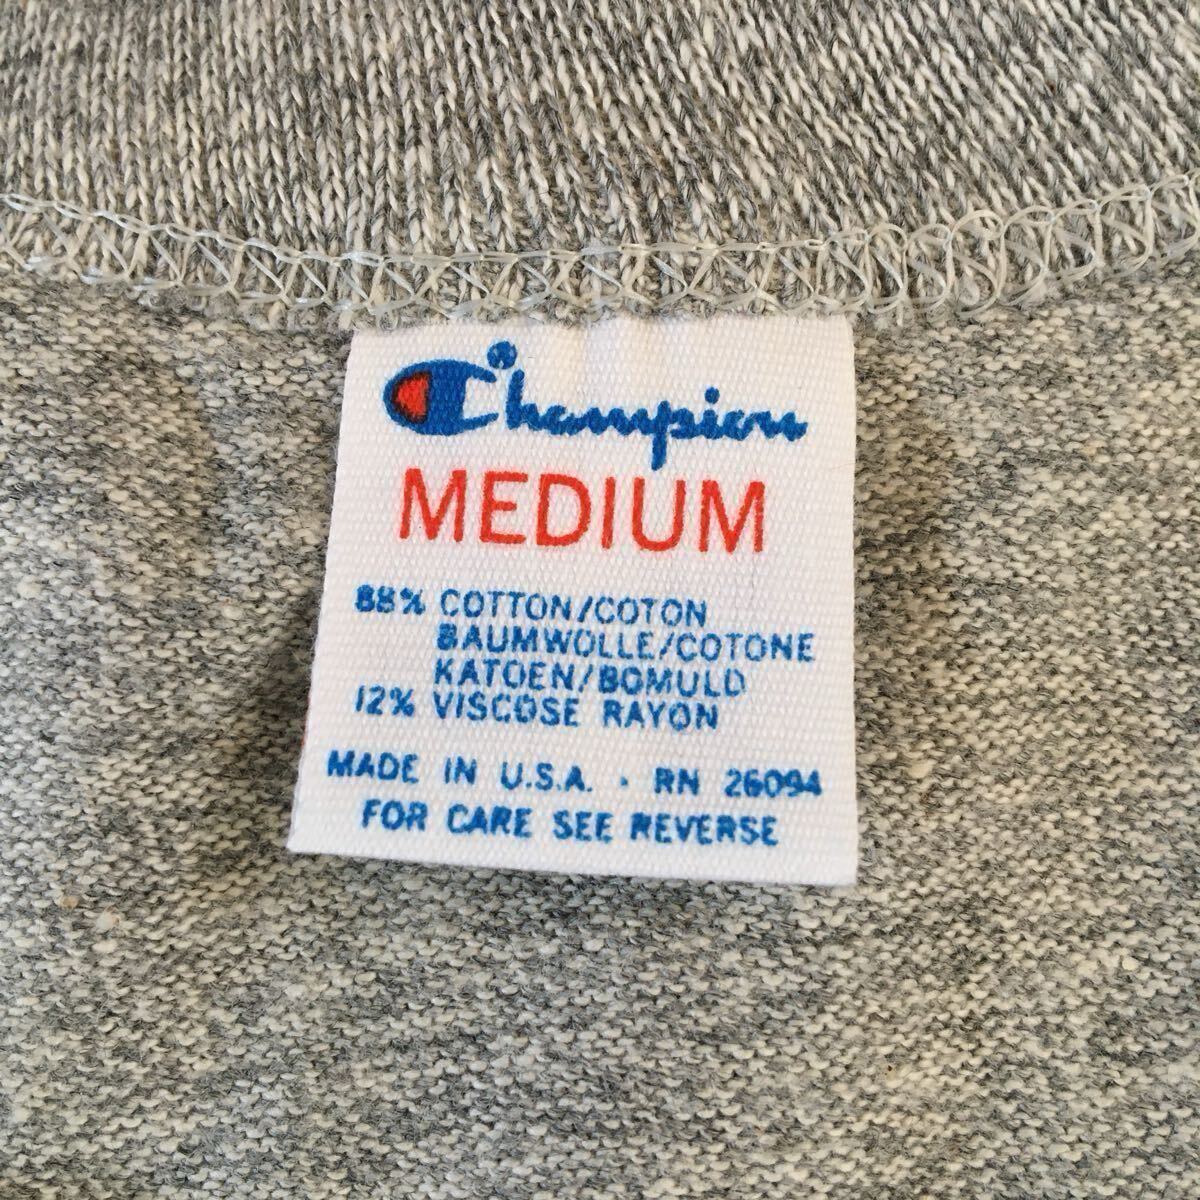 Champion
MEDIUM
88% COTTON/COTON
BAUMWOLLE/COTONE
KATOEN/BOMULD
12% VISCOSE RAYON
MADE IN U.S.A. · RN 26094
FOR CARE SEE REVERSE